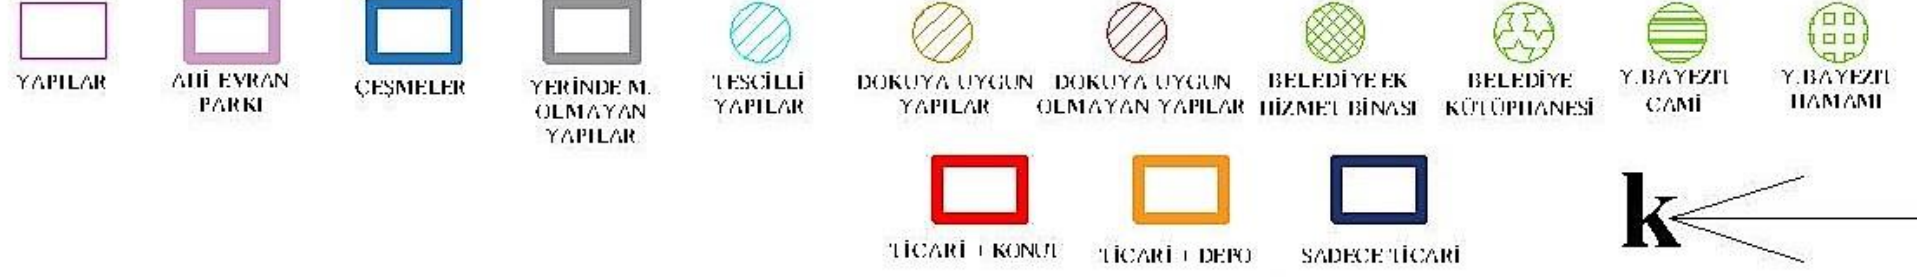 YAPILAR
AHİ EVRAN
PARKI
ÇEŞMELER
YERİNDE M.
OLMAYAN
YAPILAR
TESCİLLİ
YAPILAR
DOKUYA UYGUN
YAPILAR
DOKUYA UYGUN
OLMAYAN YAPILAR
BELEDİYE EK
HİZMET BİNASI
BELEDİYE
KÜTÜPHANESİ
Y.BAYEZIT
CAMİ
Y.BAYEZIT
HAMAMI
TİCARİ + KONUT
TİCARİ + DEPO
SADECE TİCARİ
k